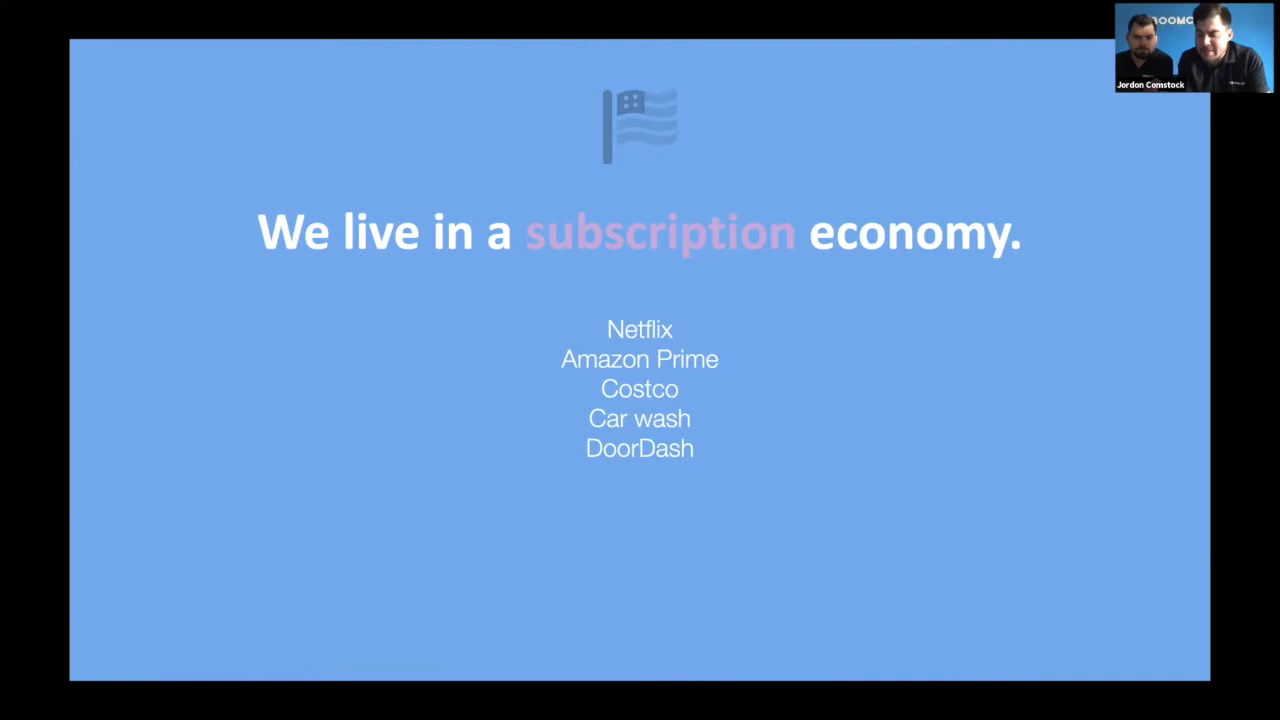 We live in a subscription economy.
Netflix
Amazon Prime
Costco
Car wash
DoorDash
Jordon Comstock